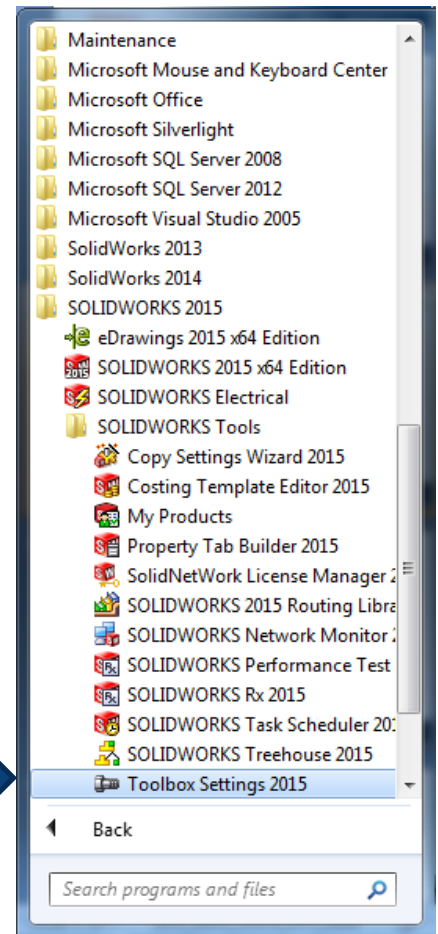 Maintenance
Microsoft Mouse and Keyboard Center
Microsoft Office
Microsoft Silverlight
Microsoft SQL Server 2008
Microsoft SQL Server 2012
Microsoft Visual Studio 2005
SolidWorks 2013
SolidWorks 2014
SOLIDWORKS 2015
eDrawings 2015 x64 Edition
SOLIDWORKS 2015 x64 Edition
SOLIDWORKS Electrical
SOLIDWORKS Tools
Copy Settings Wizard 2015
Costing Template Editor 2015
My Products
Property Tab Builder 2015
SolidNetWork License Manager
SOLIDWORKS 2015 Routing Libra
SOLIDWORKS Network Monitor
SOLIDWORKS Performance Test
SOLIDWORKS Rx 2015
SOLIDWORKS Task Scheduler 201
SOLIDWORKS Treehouse 2015
Toolbox Settings 2015
Back
Search programs and files